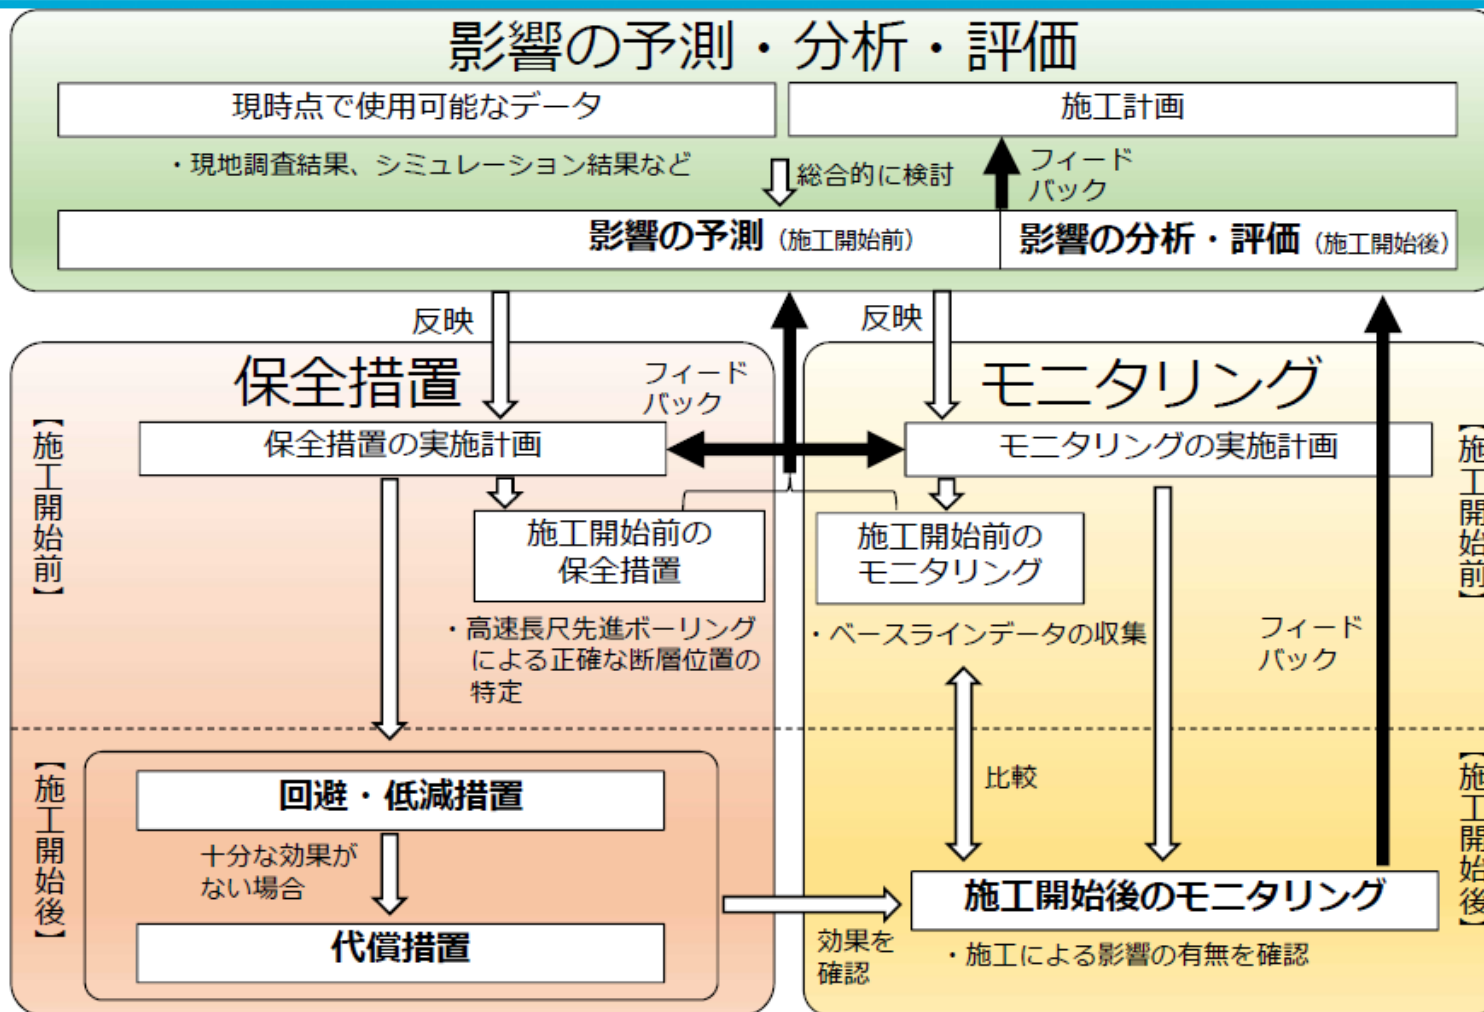 影響の予測・分析・評価
現時点で使用可能なデータ
施工計画
・現地調査結果、シミュレーション結果など
総合的に検討
フィード
バック
影響の予測（施工開始前）
影響の分析・評価（施工開始後）
反映
反映
保全措置
フィード
バック
モニタリング
【施工開始前】
保全措置の実施計画
モニタリングの実施計画
【施工開始前】
施工開始前の
保全措置
施工開始前の
モニタリング
・高速長尺先進ボーリング
による正確な断層位置の
特定
・ベースラインデータの収集
フィード
バック
【施工開始後】
回避・低減措置
十分な効果が
ない場合
代償措置
比較
【施工開始後】
施工開始後のモニタリング
効果を
確認
・施工による影響の有無を確認